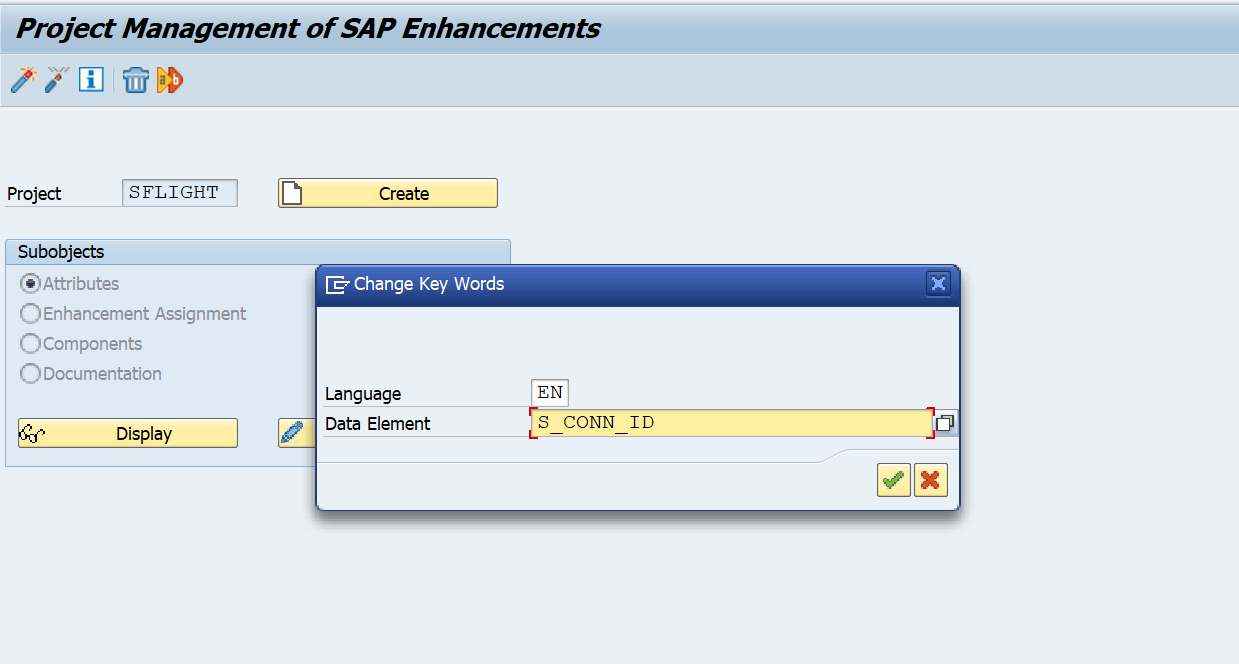 Project Management of SAP Enhancements
a b
Project SFLIGHT Create
Subobjects
Attributes
Enhancement Assignment
Components
Documentation
Display
Change Key Words
Language EN
Data Element S_CONN_ID